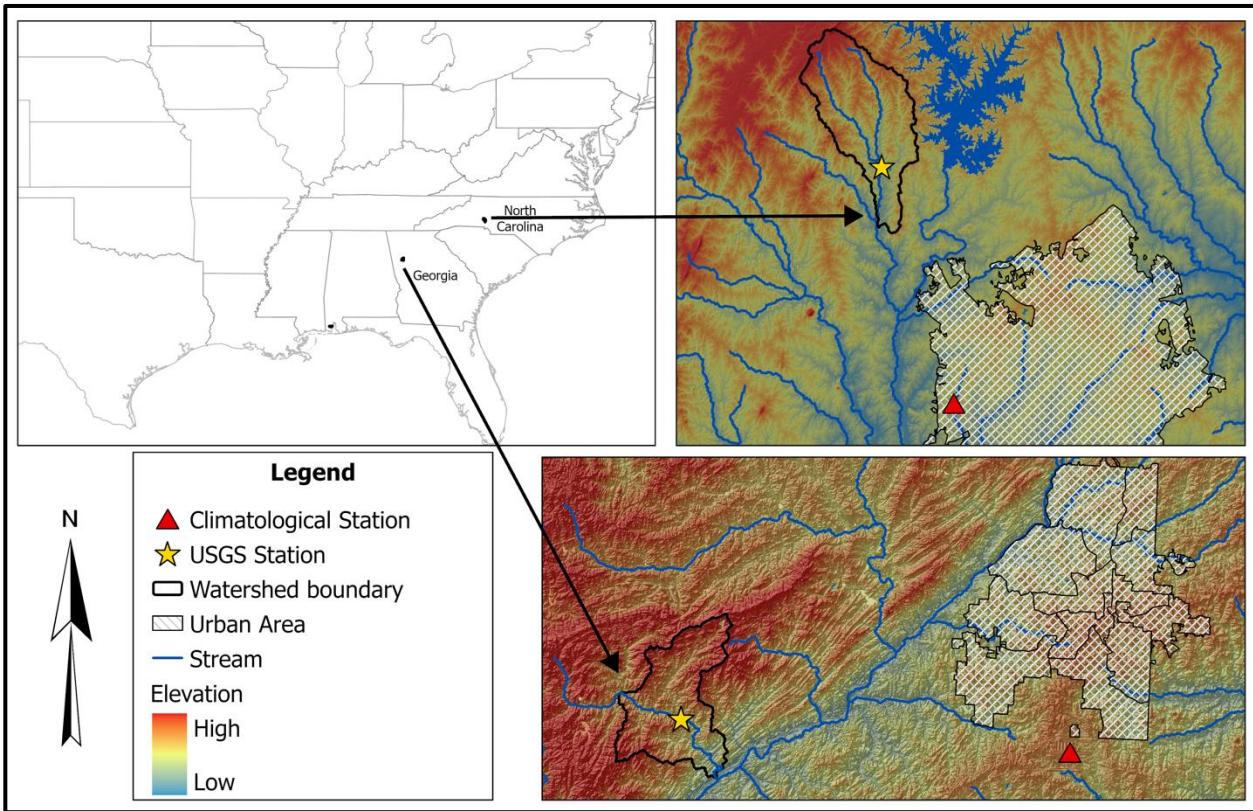 North
Carolina
Georgia
Legend
N
Climatological Station
USGS Station
Watershed boundary
Urban Area
Stream
Elevation
High
Low